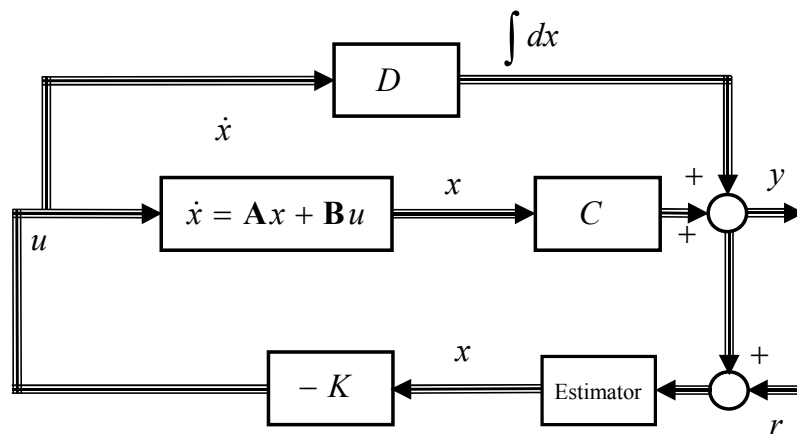 ∫ dx
D
ẋ
x
+
y
ẋ = Ax + Bu
C
+
u
x
+
− K
Estimator
r